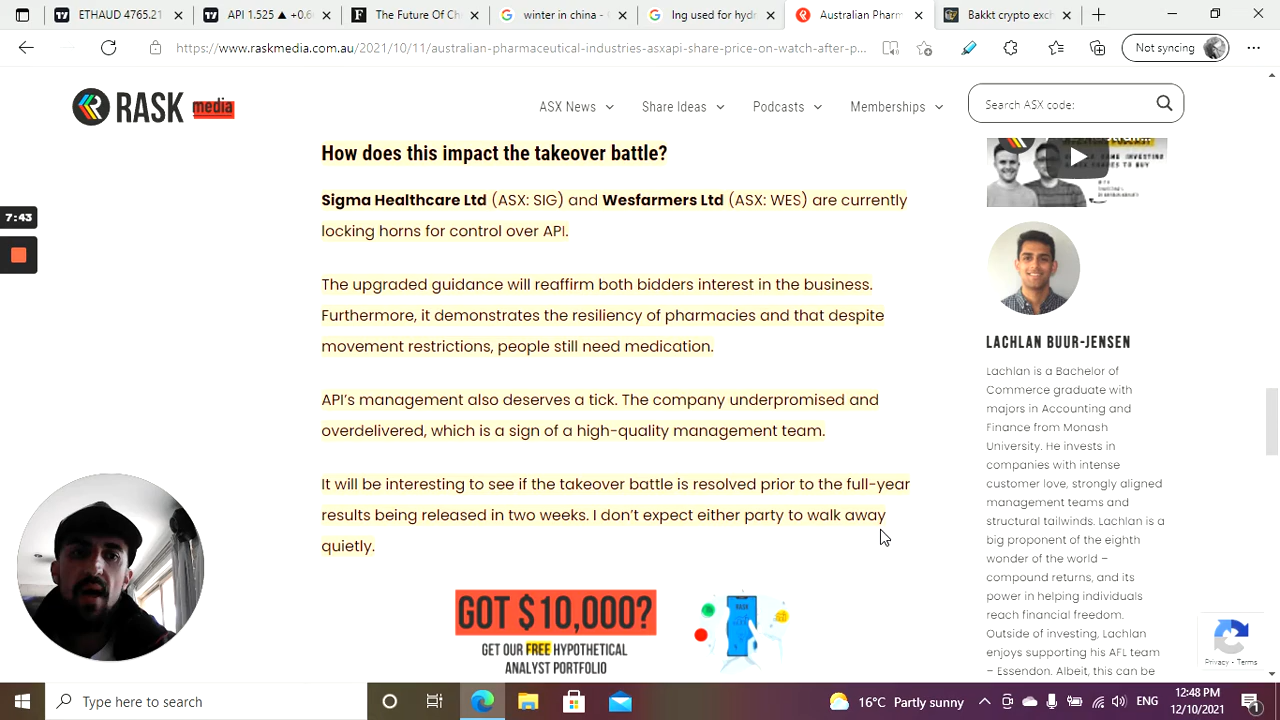 ETHUSD 4765.21
API 1.525 ▲ +0.6
The Future Of Ch
winter in china - G
Ing used for hydr
Australian Pharm
Bakkt crypto exch
https://www.raskmedia.com.au/2021/10/11/australian-pharmaceutical-industries-asxapi-share-price-on-watch-after-p...
Not syncing
RASK media
ASX News
Share Ideas
Podcasts
Memberships
Search ASX code:
How does this impact the takeover battle?
Sigma Healthcare Ltd (ASX: SIG) and Wesfarmers Ltd (ASX: WES) are currently
locking horns for control over API.
The upgraded guidance will reaffirm both bidders interest in the business.
Furthermore, it demonstrates the resiliency of pharmacies and that despite
movement restrictions, people still need medication.
API's management also deserves a tick. The company underpromised and
overdelivered, which is a sign of a high-quality management team.
It will be interesting to see if the takeover battle is resolved prior to the full-year
results being released in two weeks. I don't expect either party to walk away
quietly.
GOT $10,000?
GET OUR FREE HYPOTHETICAL
ANALYST PORTFOLIO
RASK
7:43
LACHLAN BUUR-JENSEN
Lachlan is a Bachelor of
Commerce graduate with
majors in Accounting and
Finance from Monash
University. He invests in
companies with intense
customer love, strongly aligned
management teams and
structural tailwinds. Lachlan is a
big proponent of the eighth
wonder of the world –
compound returns, and its
power in helping individuals
reach financial freedom.
Outside of investing, Lachlan
enjoys supporting his AFL team
– Essendon. Albeit, this can be
Privacy - Terms
Type here to search
16°C Partly sunny
ENG
12:48 PM
12/10/2021
1